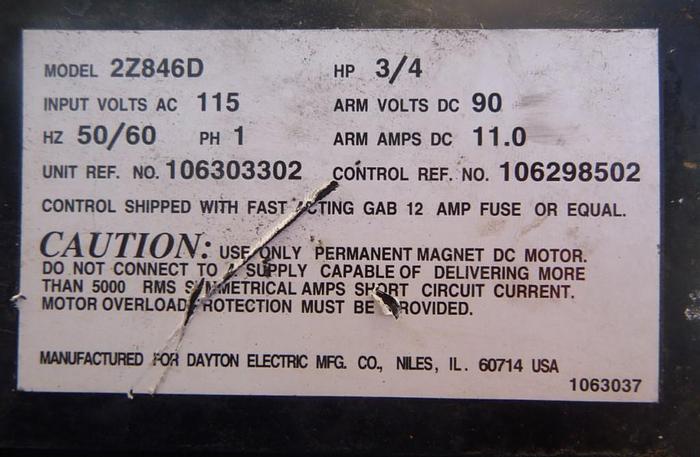 MODEL 2Z846D HP 3/4
INPUT VOLTS AC 115 ARM VOLTS DC 90
HZ 50/60 PH 1 ARM AMPS DC 11.0
UNIT REF. NO. 106303302 CONTROL REF. NO. 106298502
CONTROL SHIPPED WITH FAST ACTING GAB 12 AMP FUSE OR EQUAL.
CAUTION: USE ONLY PERMANENT MAGNET DC MOTOR.
DO NOT CONNECT TO A SUPPLY CAPABLE OF DELIVERING MORE
THAN 5000 RMS SYMMETRICAL AMPS SHORT CIRCUIT CURRENT.
MOTOR OVERLOAD PROTECTION MUST BE PROVIDED.
MANUFACTURED FOR DAYTON ELECTRIC MFG. CO., NILES, IL. 60714 USA
1063037